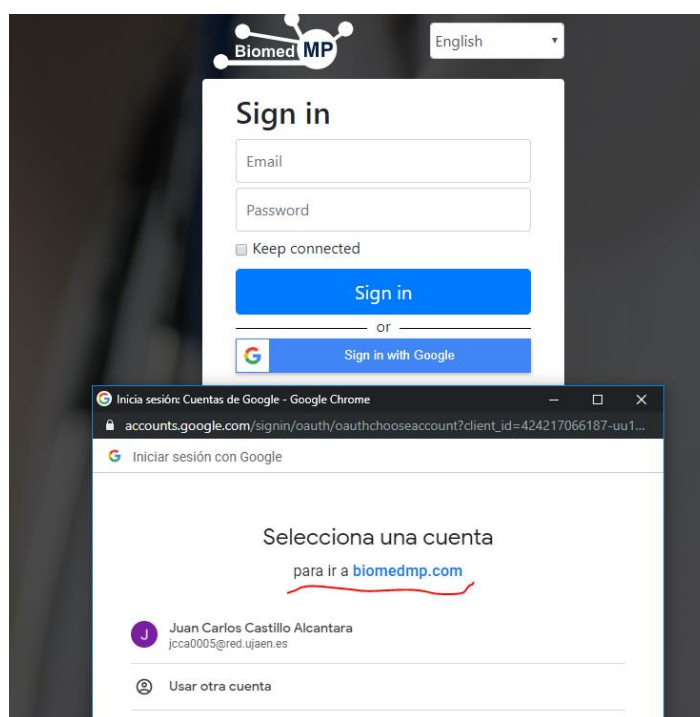 Biomed MP
English
Sign in
Email
Password
Keep connected
Sign in
or
Sign in with Google
Inicia sesión: Cuentas de Google - Google Chrome
accounts.google.com/signin/oauth/oauthchooseaccount?client_id=424217066187-uu1...
Iniciar sesión con Google
Selecciona una cuenta
para ir a biomedmp.com
J
Juan Carlos Castillo Alcantara
jcca0005@red.ujaen.es
Usar otra cuenta